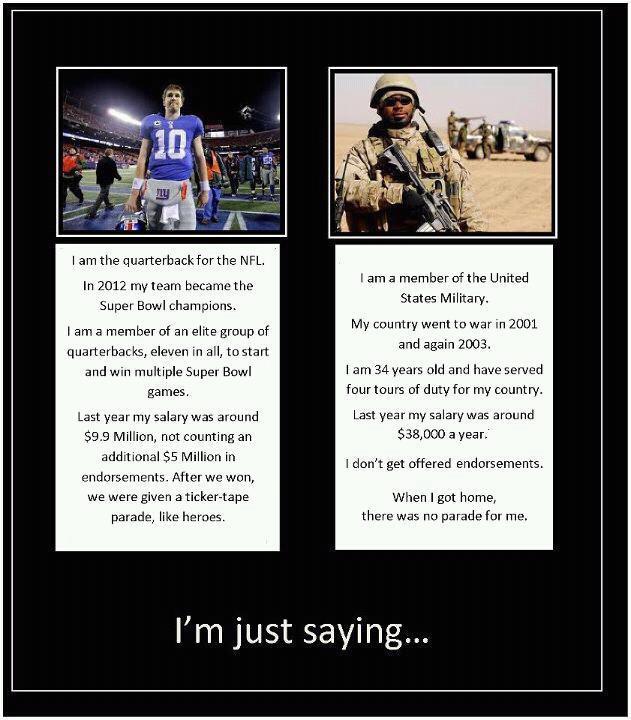 10
ny
I am the quarterback for the NFL.
In 2012 my team became the
Super Bowl champions.
I am a member of an elite group of
quarterbacks, eleven in all, to start
and win multiple Super Bowl
games.
Last year my salary was around
$9.9 Million, not counting an
additional $5 Million in
endorsements. After we won,
we were given a ticker-tape
parade, like heroes.
I am a member of the United
States Military.
My country went to war in 2001
and again 2003.
I am 34 years old and have served
four tours of duty for my country.
Last year my salary was around
$38,000 a year.
I don’t get offered endorsements.
When I got home,
there was no parade for me.
I’m just saying…